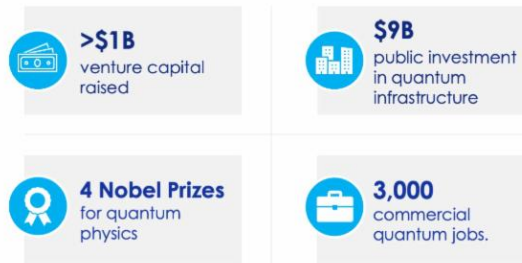 >$1B
venture capital
raised
$9B
public investment
in quantum
infrastructure
4 Nobel Prizes
for quantum
physics
3,000
commercial
quantum jobs.